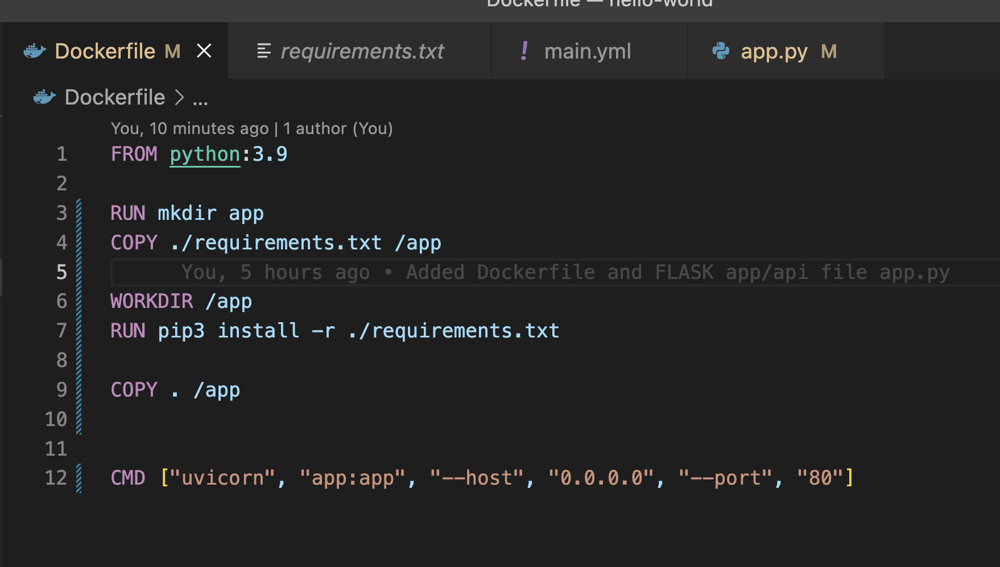 Dockerfile — hello-world
Dockerfile M
requirements.txt
! main.yml
app.py M
Dockerfile > ...
You, 10 minutes ago | 1 author (You)
1 FROM python:3.9
2
3 RUN mkdir app
4 COPY ./requirements.txt /app
5 You, 5 hours ago • Added Dockerfile and FLASK app/api file app.py
6 WORKDIR /app
7 RUN pip3 install -r ./requirements.txt
8
9 COPY . /app
10
11
12 CMD ["uvicorn", "app:app", "--host", "0.0.0.0", "--port", "80"]